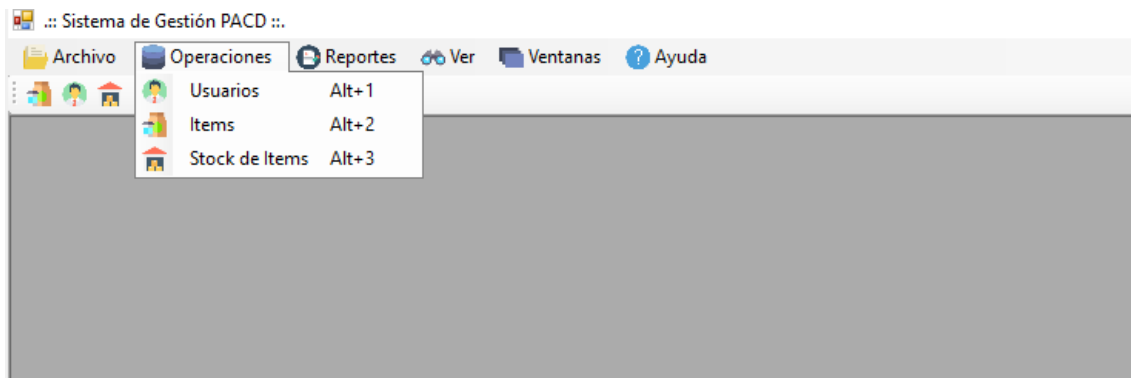 .:: Sistema de Gestión PACD ::.
Archivo Operaciones Reportes Ver Ventanas Ayuda
Usuarios Alt+1
Items Alt+2
Stock de Items Alt+3